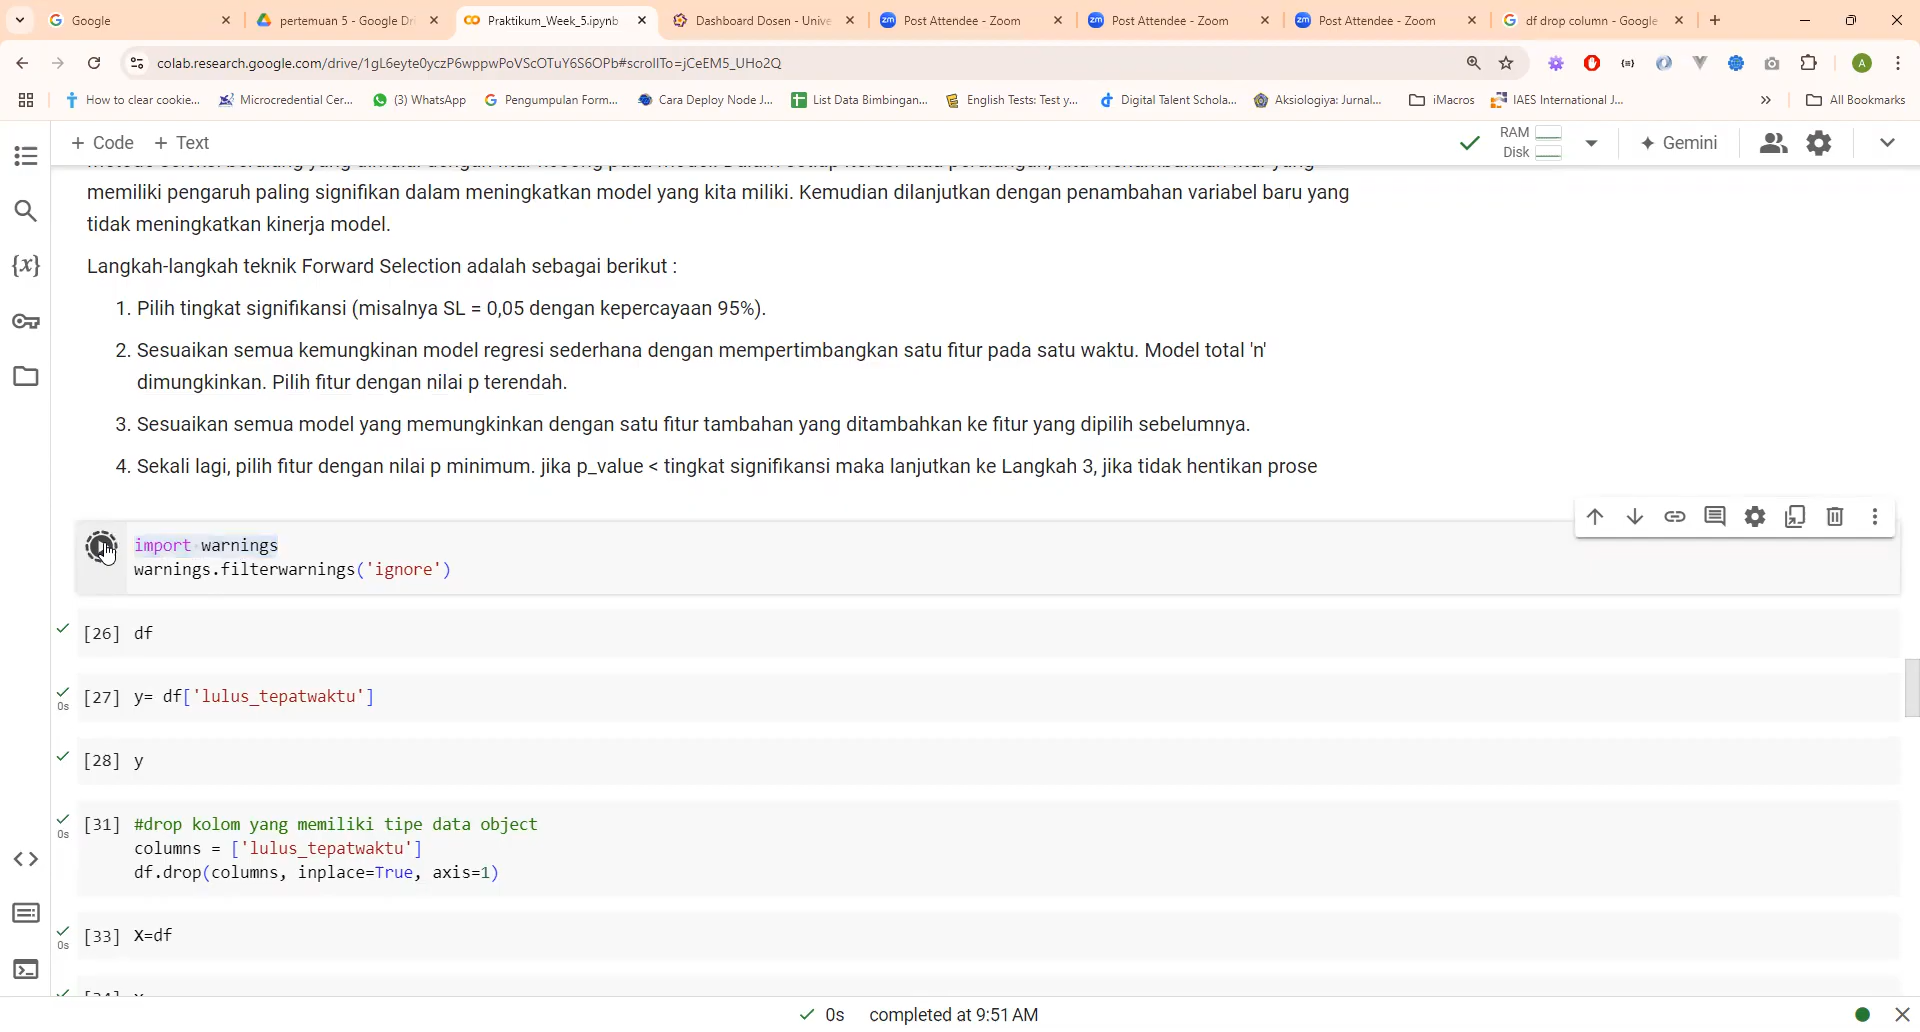 Google
pertemuan 5 - Google Dri
Praktikum_Week_5.ipynb
Dashboard Dosen - Unive
Post Attendee - Zoom
Post Attendee - Zoom
Post Attendee - Zoom
df drop column - Google
colab.research.google.com/drive/1gL6eyte0yczP6wppwPoVScOTuY6S6OPb#scrollTo=jCeEM5_UHo2Q
How to clear cookie...
Microcredential Cer...
(3) WhatsApp
Pengumpulan Form...
Cara Deploy Node J...
List Data Bimbingan...
English Tests: Test y...
Digital Talent Schola...
Aksiologiya: Jurnal...
iMacros
IAES International J...
All Bookmarks
+ Code
+ Text
RAM
Disk
Gemini
memiliki pengaruh paling signifikan dalam meningkatkan model yang kita miliki. Kemudian dilanjutkan dengan penambahan variabel baru yang
tidak meningkatkan kinerja model.
Langkah-langkah teknik Forward Selection adalah sebagai berikut :
1. Pilih tingkat signifikansi (misalnya SL = 0,05 dengan kepercayaan 95%).
2. Sesuaikan semua kemungkinan model regresi sederhana dengan mempertimbangkan satu fitur pada satu waktu. Model total 'n'
dimungkinkan. Pilih fitur dengan nilai p terendah.
3. Sesuaikan semua model yang memungkinkan dengan satu fitur tambahan yang ditambahkan ke fitur yang dipilih sebelumnya.
4. Sekali lagi, pilih fitur dengan nilai p minimum. jika p_value < tingkat signifikansi maka lanjutkan ke Langkah 3, jika tidak hentikan prose
import warnings
warnings.filterwarnings('ignore')
[26] df
[27] y= df['lulus_tepatwaktu']
0s
[28] y
[31] #drop kolom yang memiliki tipe data object
0s
columns = ['lulus_tepatwaktu']
df.drop(columns, inplace=True, axis=1)
[33] X=df
0s
0s completed at 9:51 AM